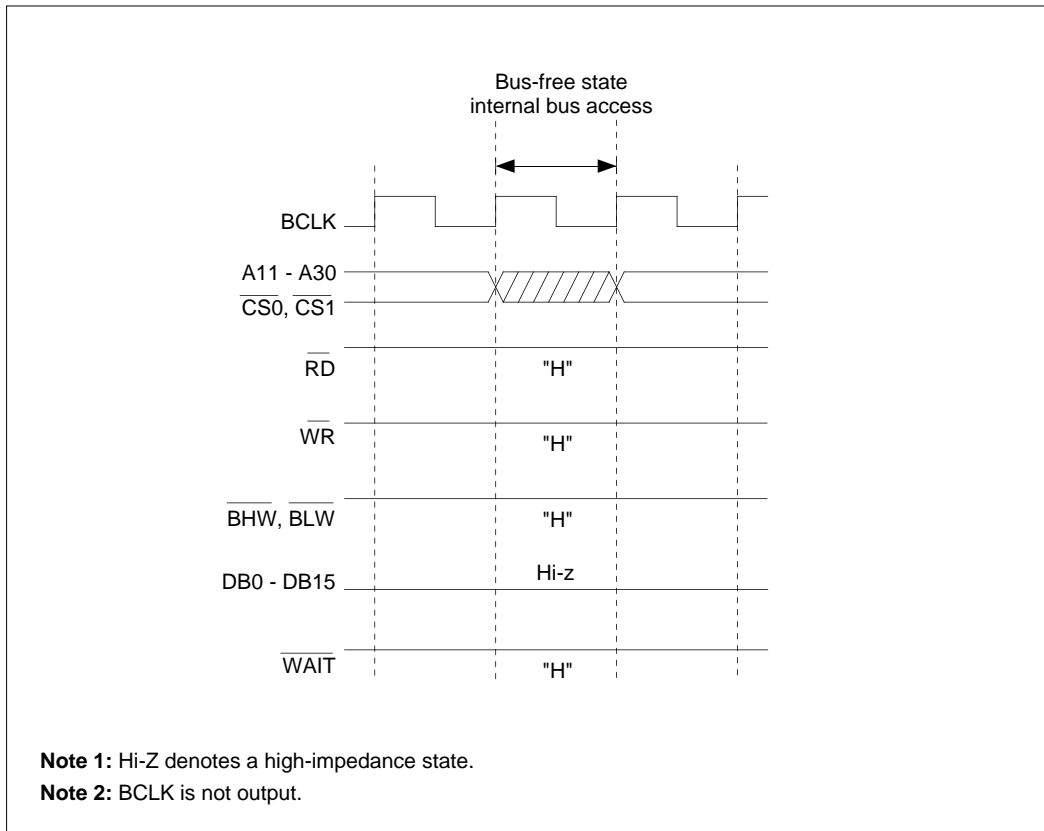 Bus-free state
internal bus access
BCLK
A11 - A30
CS0, CS1
RD
"H"
WR
"H"
BHW, BLW
"H"
DB0 - DB15
Hi-z
WAIT
"H"
Note 1: Hi-Z denotes a high-impedance state.
Note 2: BCLK is not output.